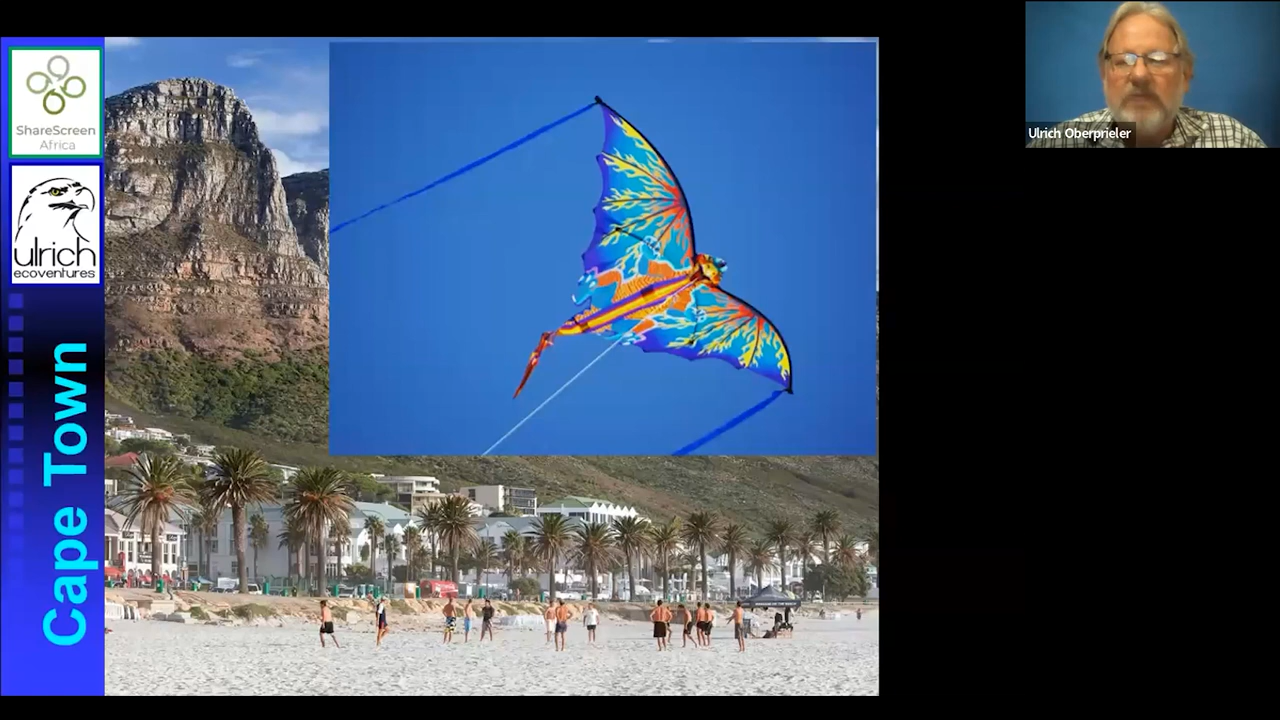 ShareScreen
Africa
ulrich
ecoventures
Cape Town
Ulrich Oberprieler